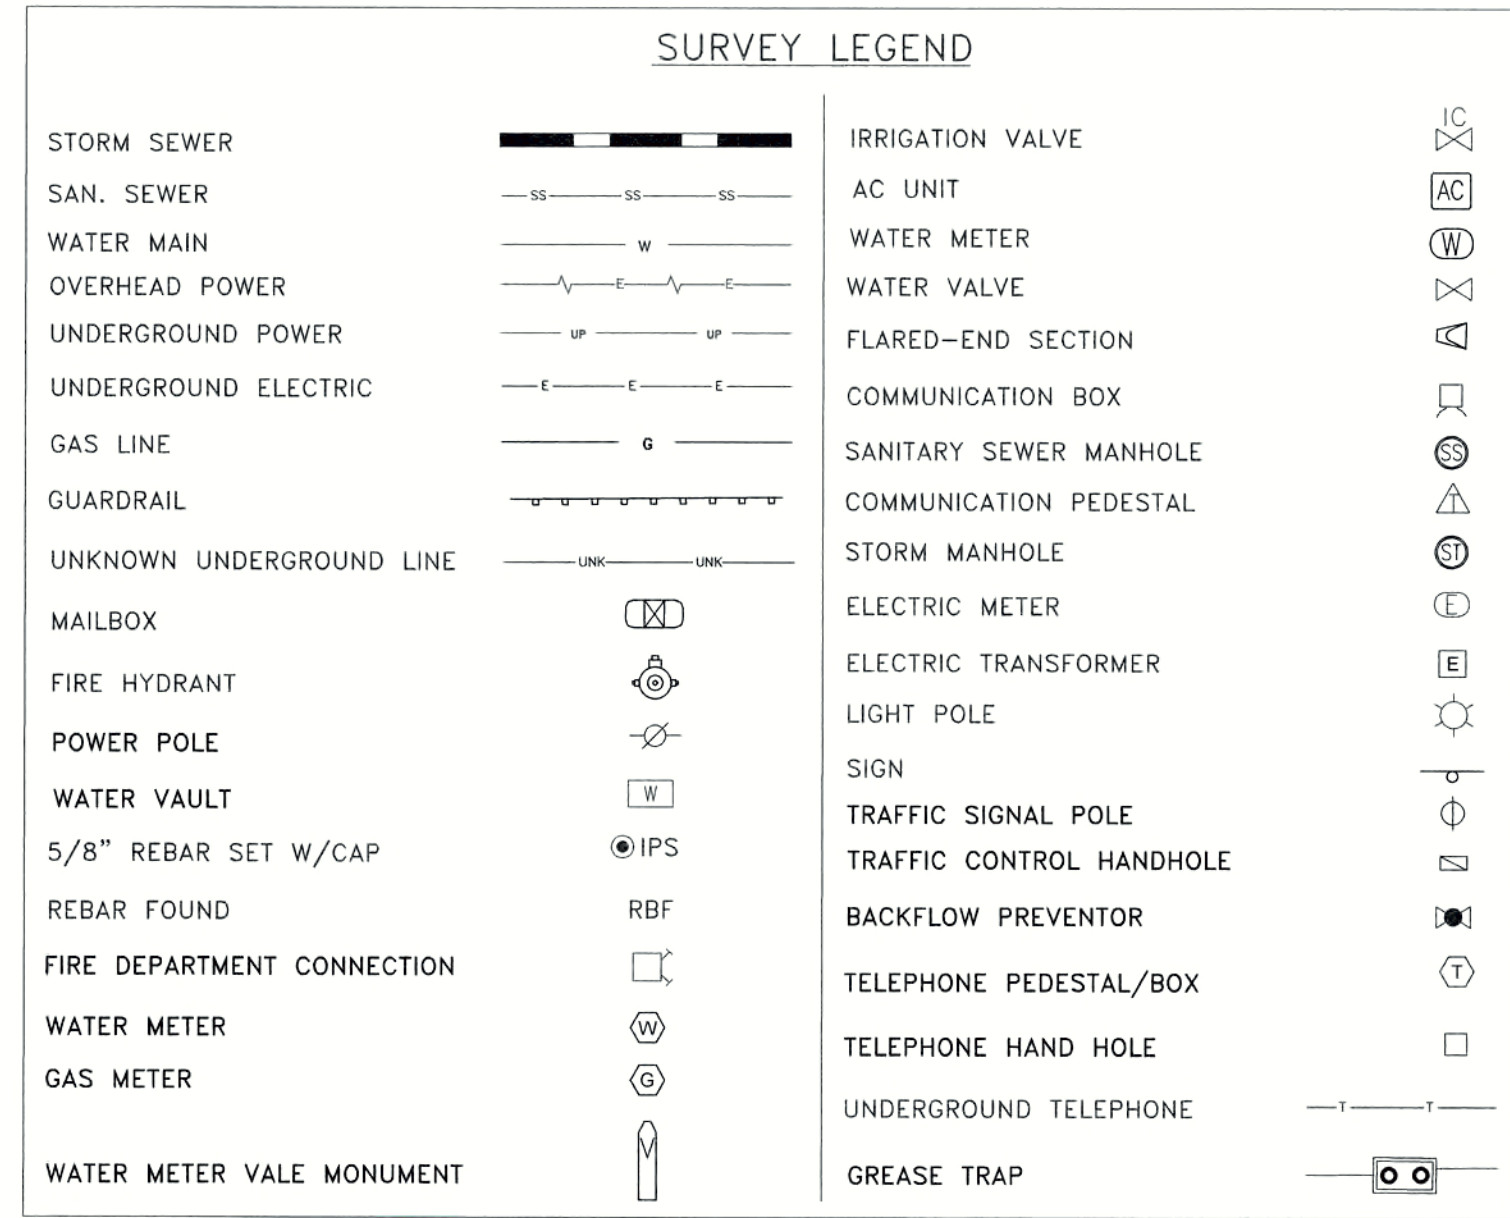 SURVEY LEGEND
STORM SEWER
SAN. SEWER SS SS SS
WATER MAIN W
OVERHEAD POWER E E
UNDERGROUND POWER UP UP
UNDERGROUND ELECTRIC E E E
GAS LINE G
GUARDRAIL
UNKNOWN UNDERGROUND LINE UNK UNK
MAILBOX
FIRE HYDRANT
POWER POLE
WATER VAULT W
5/8" REBAR SET W/CAP IPS
REBAR FOUND RBF
FIRE DEPARTMENT CONNECTION
WATER METER W
GAS METER G
WATER METER VALE MONUMENT V
IRRIGATION VALVE IC
AC UNIT AC
WATER METER W
WATER VALVE
FLARED-END SECTION
COMMUNICATION BOX
SANITARY SEWER MANHOLE SS
COMMUNICATION PEDESTAL T
STORM MANHOLE ST
ELECTRIC METER E
ELECTRIC TRANSFORMER E
LIGHT POLE
SIGN
TRAFFIC SIGNAL POLE
TRAFFIC CONTROL HANDHOLE
BACKFLOW PREVENTOR
TELEPHONE PEDESTAL/BOX T
TELEPHONE HAND HOLE
UNDERGROUND TELEPHONE T T
GREASE TRAP